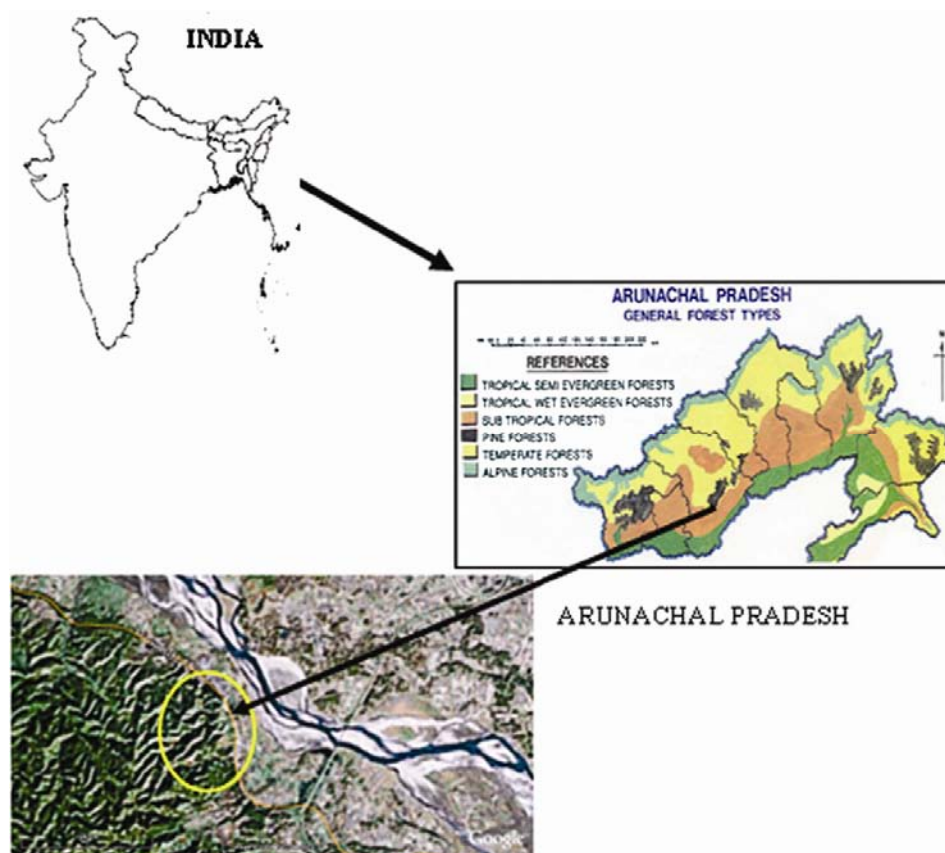 INDIA
ARUNACHAL PRADESH
GENERAL FOREST TYPES
REFERENCES
TROPICAL SEMI EVERGREEN FORESTS
TROPICAL WET EVERGREEN FORESTS
SUB TROPICAL FORESTS
PINE FORESTS
TEMPERATE FORESTS
ALPINE FORESTS
ARUNACHAL PRADESH
Google